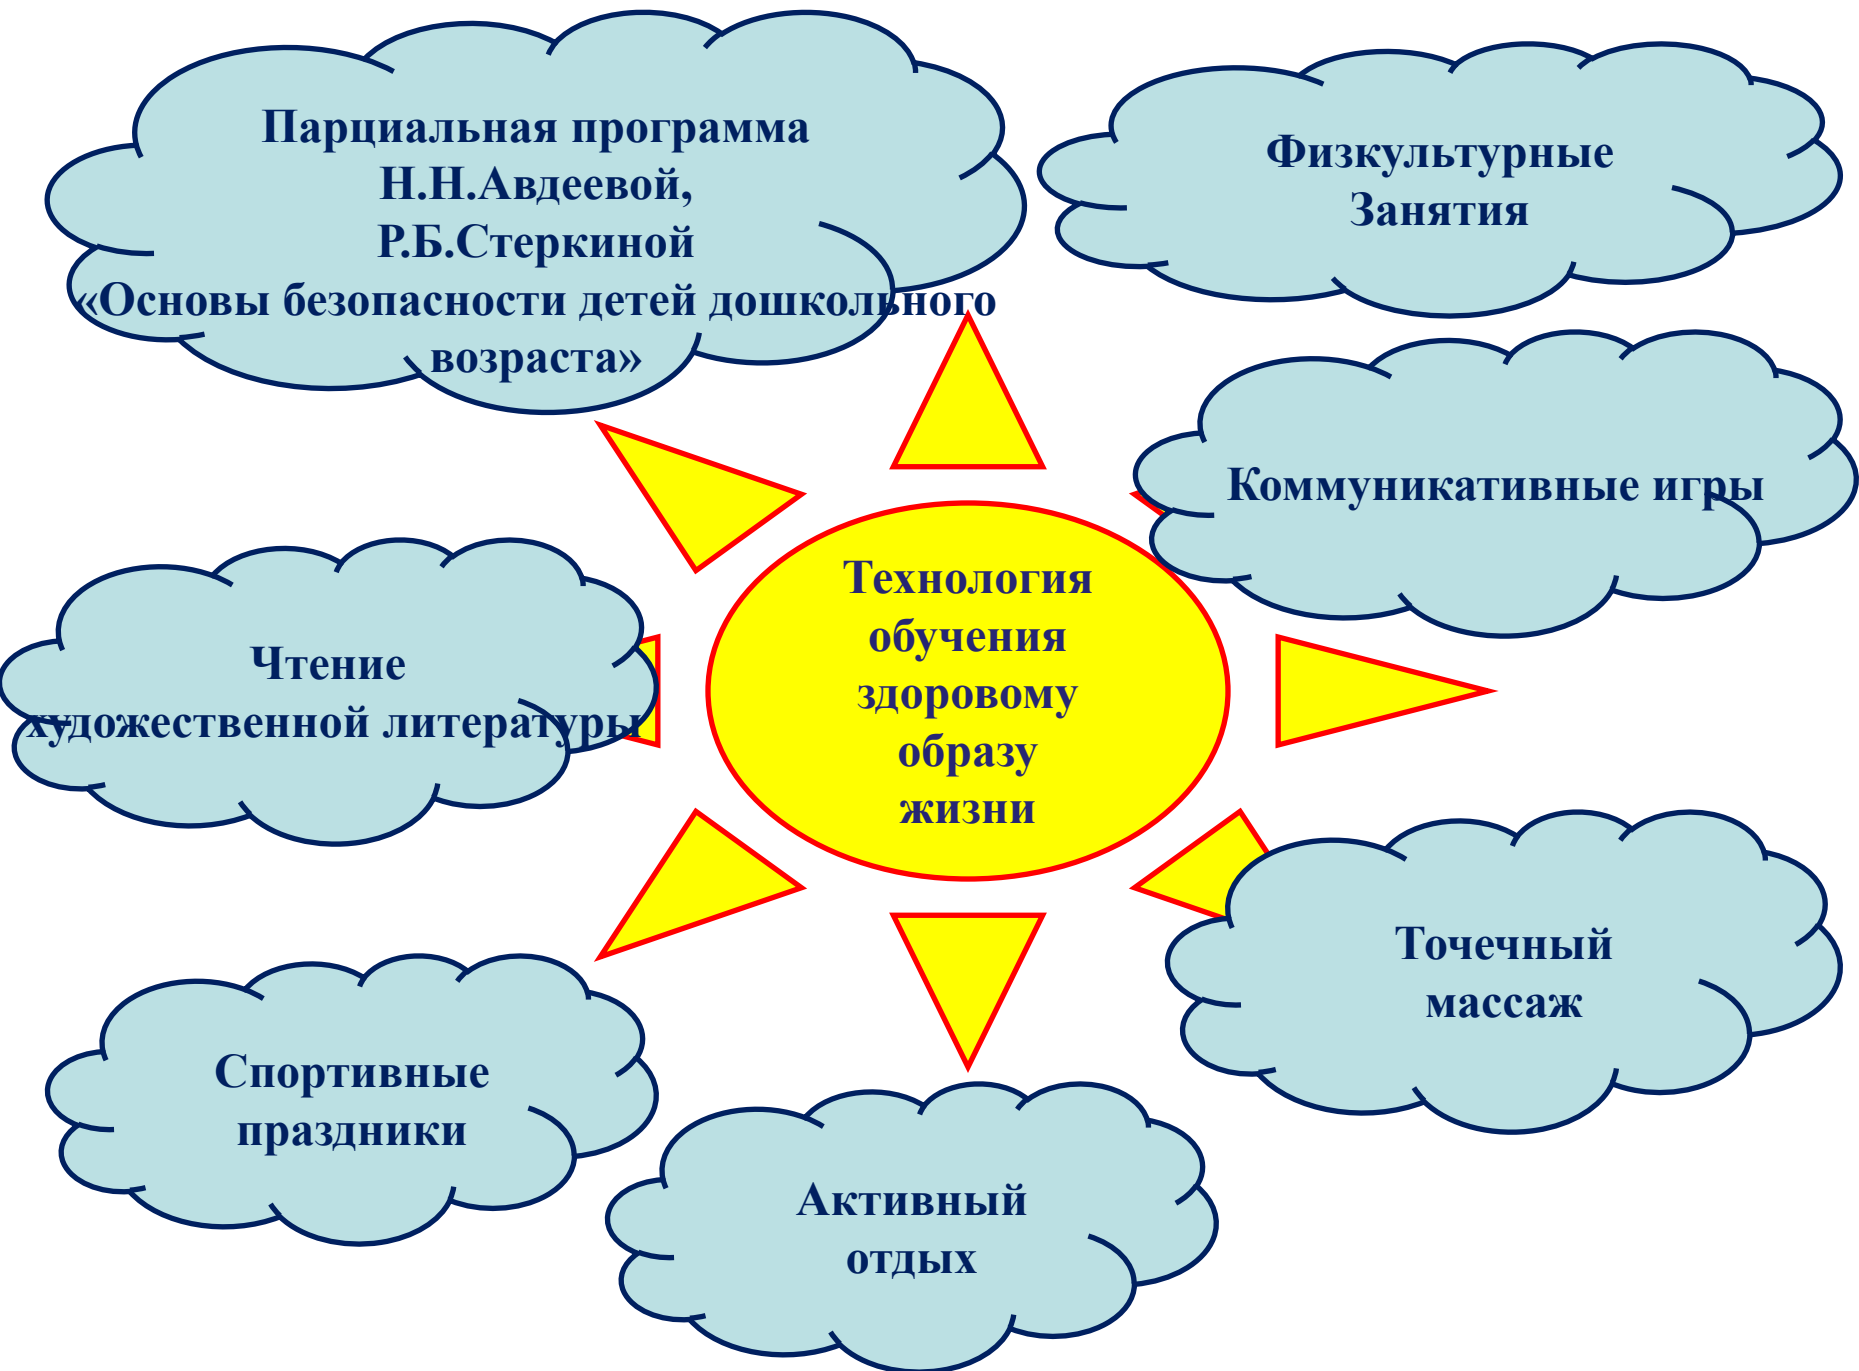 Парциальная программа
Н.Н.Авдеевой,
Р.Б.Стеркиной
«Основы безопасности детей дошкольного
возраста»
Физкультурные
Занятия
Коммуникативные игры
Технология
обучения
здоровому
образу
жизни
Чтение
художественной литературы
Точечный
массаж
Спортивные
праздники
Активный
отдых